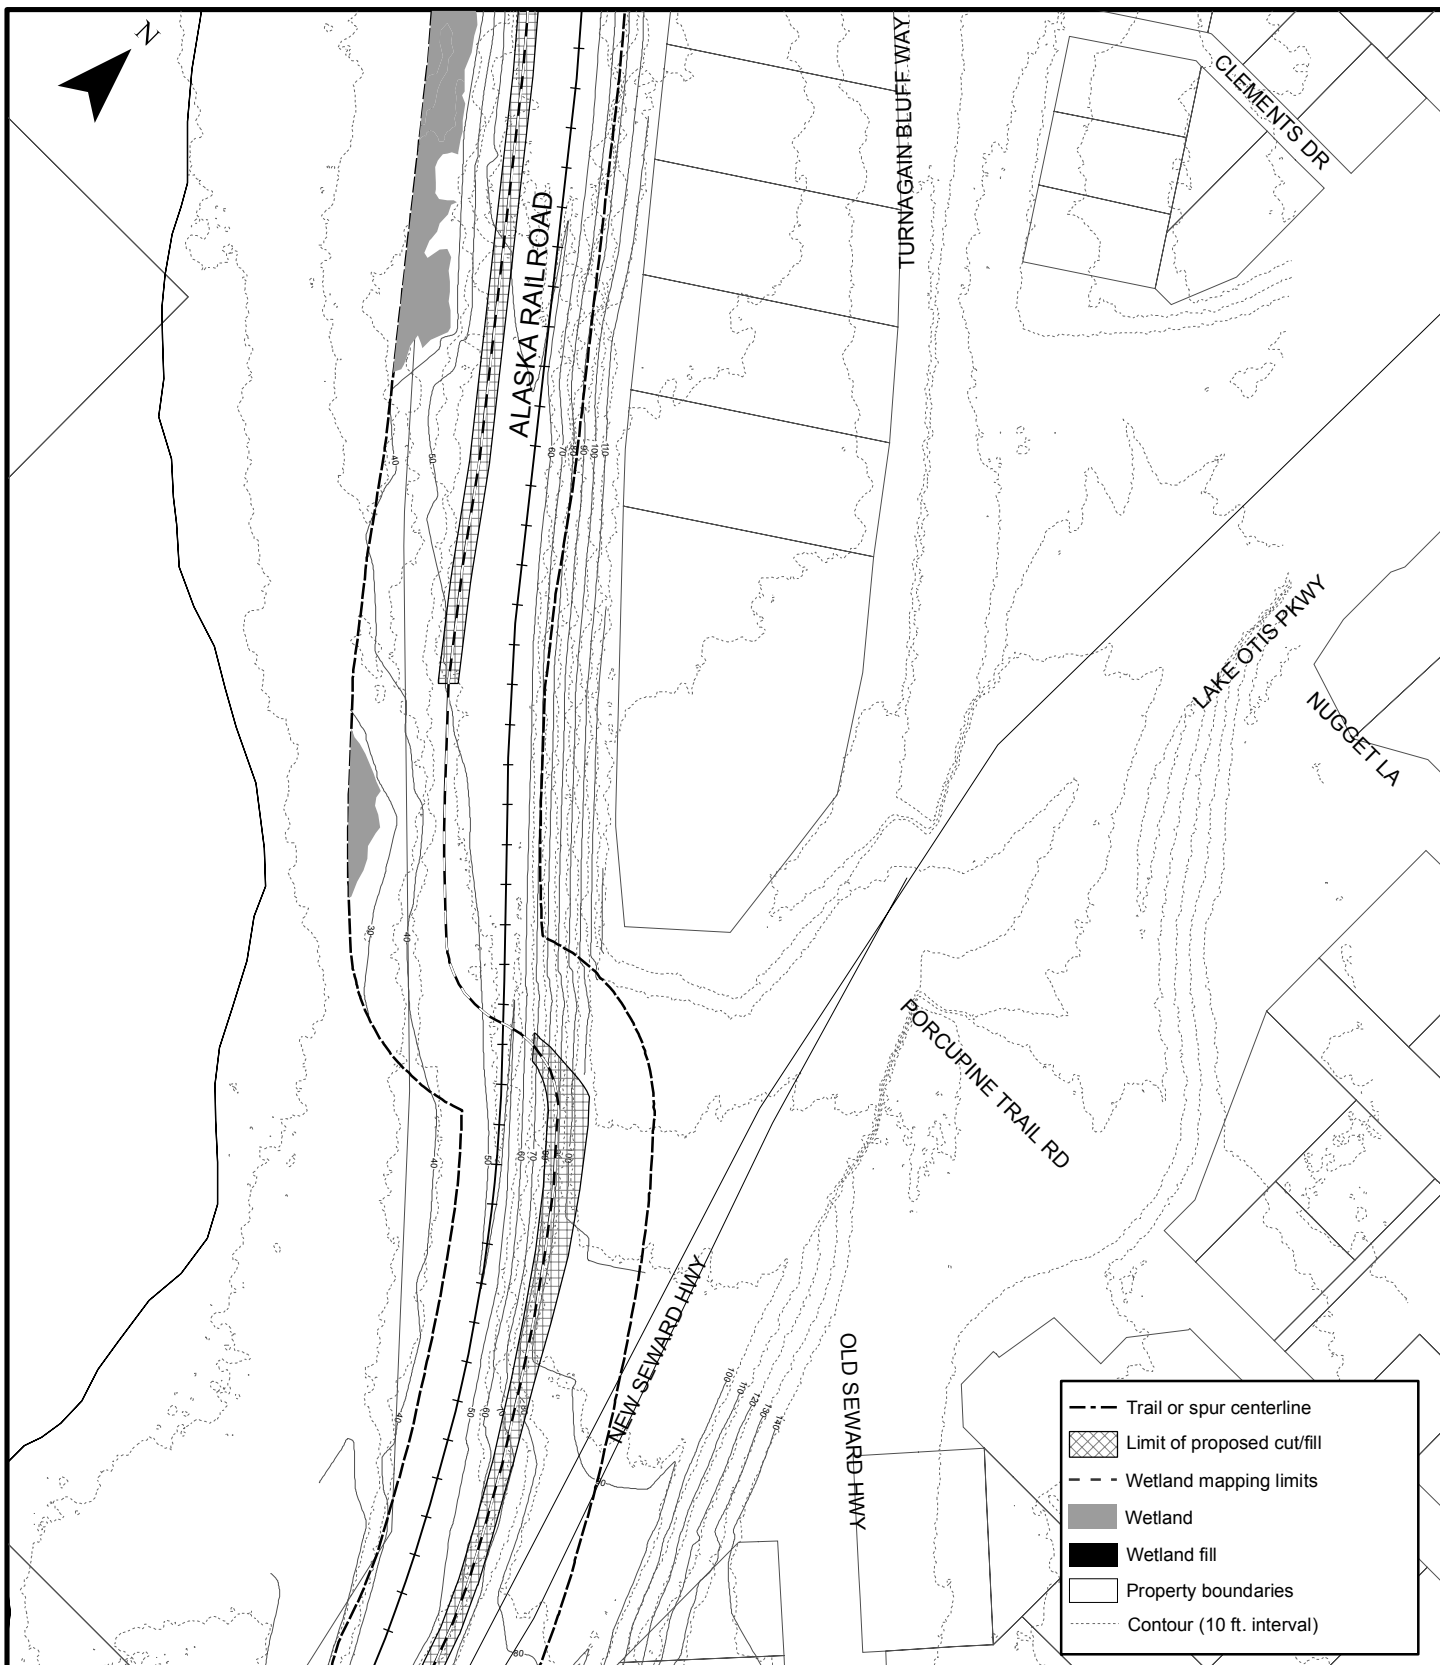 N
TURNAGAIN BLUFF WAY
CLEMENTS DR
ALASKA RAILROAD
40
50
60
70
90
100
110
LAKE OTIS PKWY
NUGGET LA
30
40
PORCUPINE TRAIL RD
40
50
60
70
NEW SEWARD HWY
OLD SEWARD HWY
100
110
120
130
140
40
50
60
70
80
80
Trail or spur centerline
Limit of proposed cut/fill
Wetland mapping limits
Wetland
Wetland fill
Property boundaries
Contour (10 ft. interval)